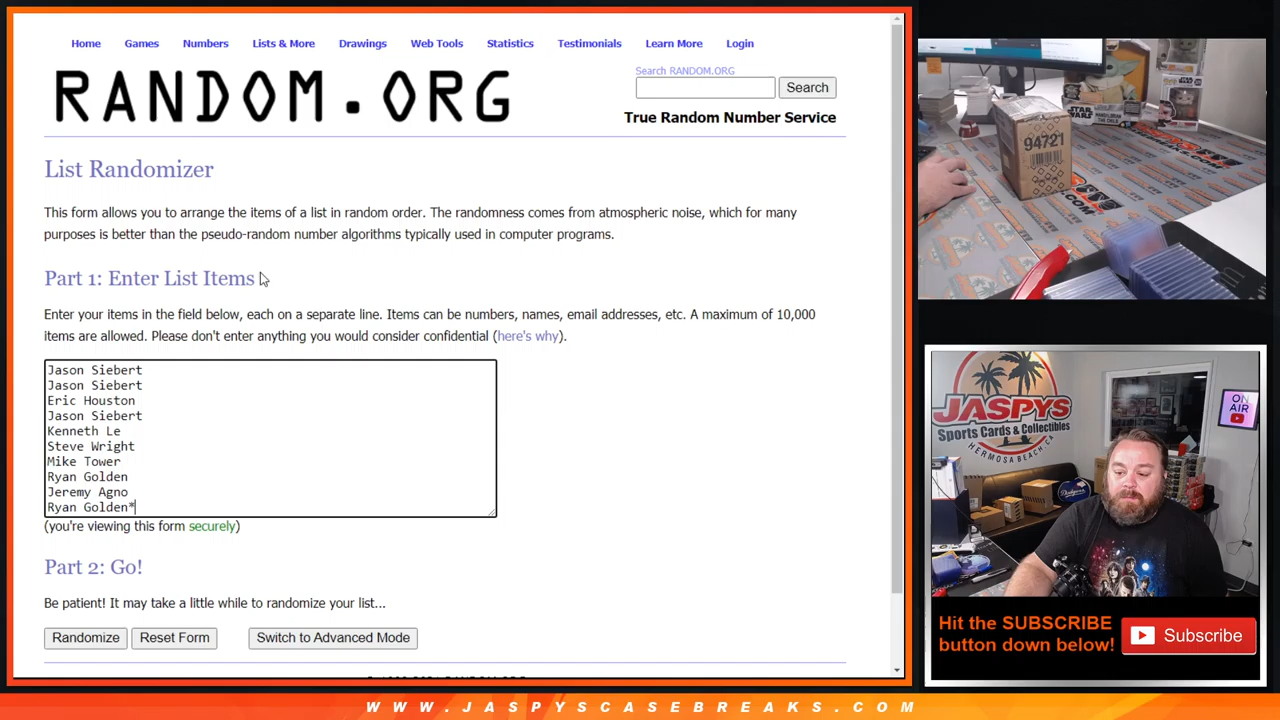 Home Games Numbers Lists & More Drawings Web Tools Statistics Testimonials Learn More Login
RANDOM.ORG
Search RANDOM.ORG
Search
True Random Number Service
List Randomizer
This form allows you to arrange the items of a list in random order. The randomness comes from atmospheric noise, which for many
purposes is better than the pseudo-random number algorithms typically used in computer programs.
Part 1: Enter List Items
Enter your items in the field below, each on a separate line. Items can be numbers, names, email addresses, etc. A maximum of 10,000
items are allowed. Please don't enter anything you would consider confidential (here's why).
Jason Siebert
Jason Siebert
Eric Houston
Jason Siebert
Kenneth Le
Steve Wright
Mike Tower
Ryan Golden
Jeremy Agno
Ryan Golden*
(you're viewing this form securely)
Part 2: Go!
Be patient! It may take a little while to randomize your list...
Randomize Reset Form Switch to Advanced Mode
94721
STAR WARS
JASPYS
Sports Cards & Collectibles
HERMOSA BEACH CA
ON AIR
Dodgers
Hit the SUBSCRIBE
button down below!
Subscribe
WWW.JASPYSCASEBREAKS.COM